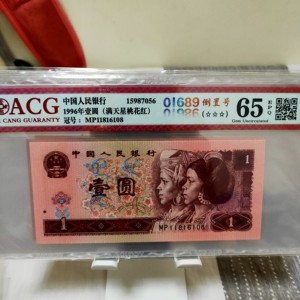 ACG
CANG GUARANTY
中国人民银行 15987056
1996年壹圆（满天星桃花红）
冠号：MP11816108
01689 倒置号
01986 (☆☆☆)
65 EPQ
Gem Uncirculated
中国人民银行
1
壹圆
1
MP11816108